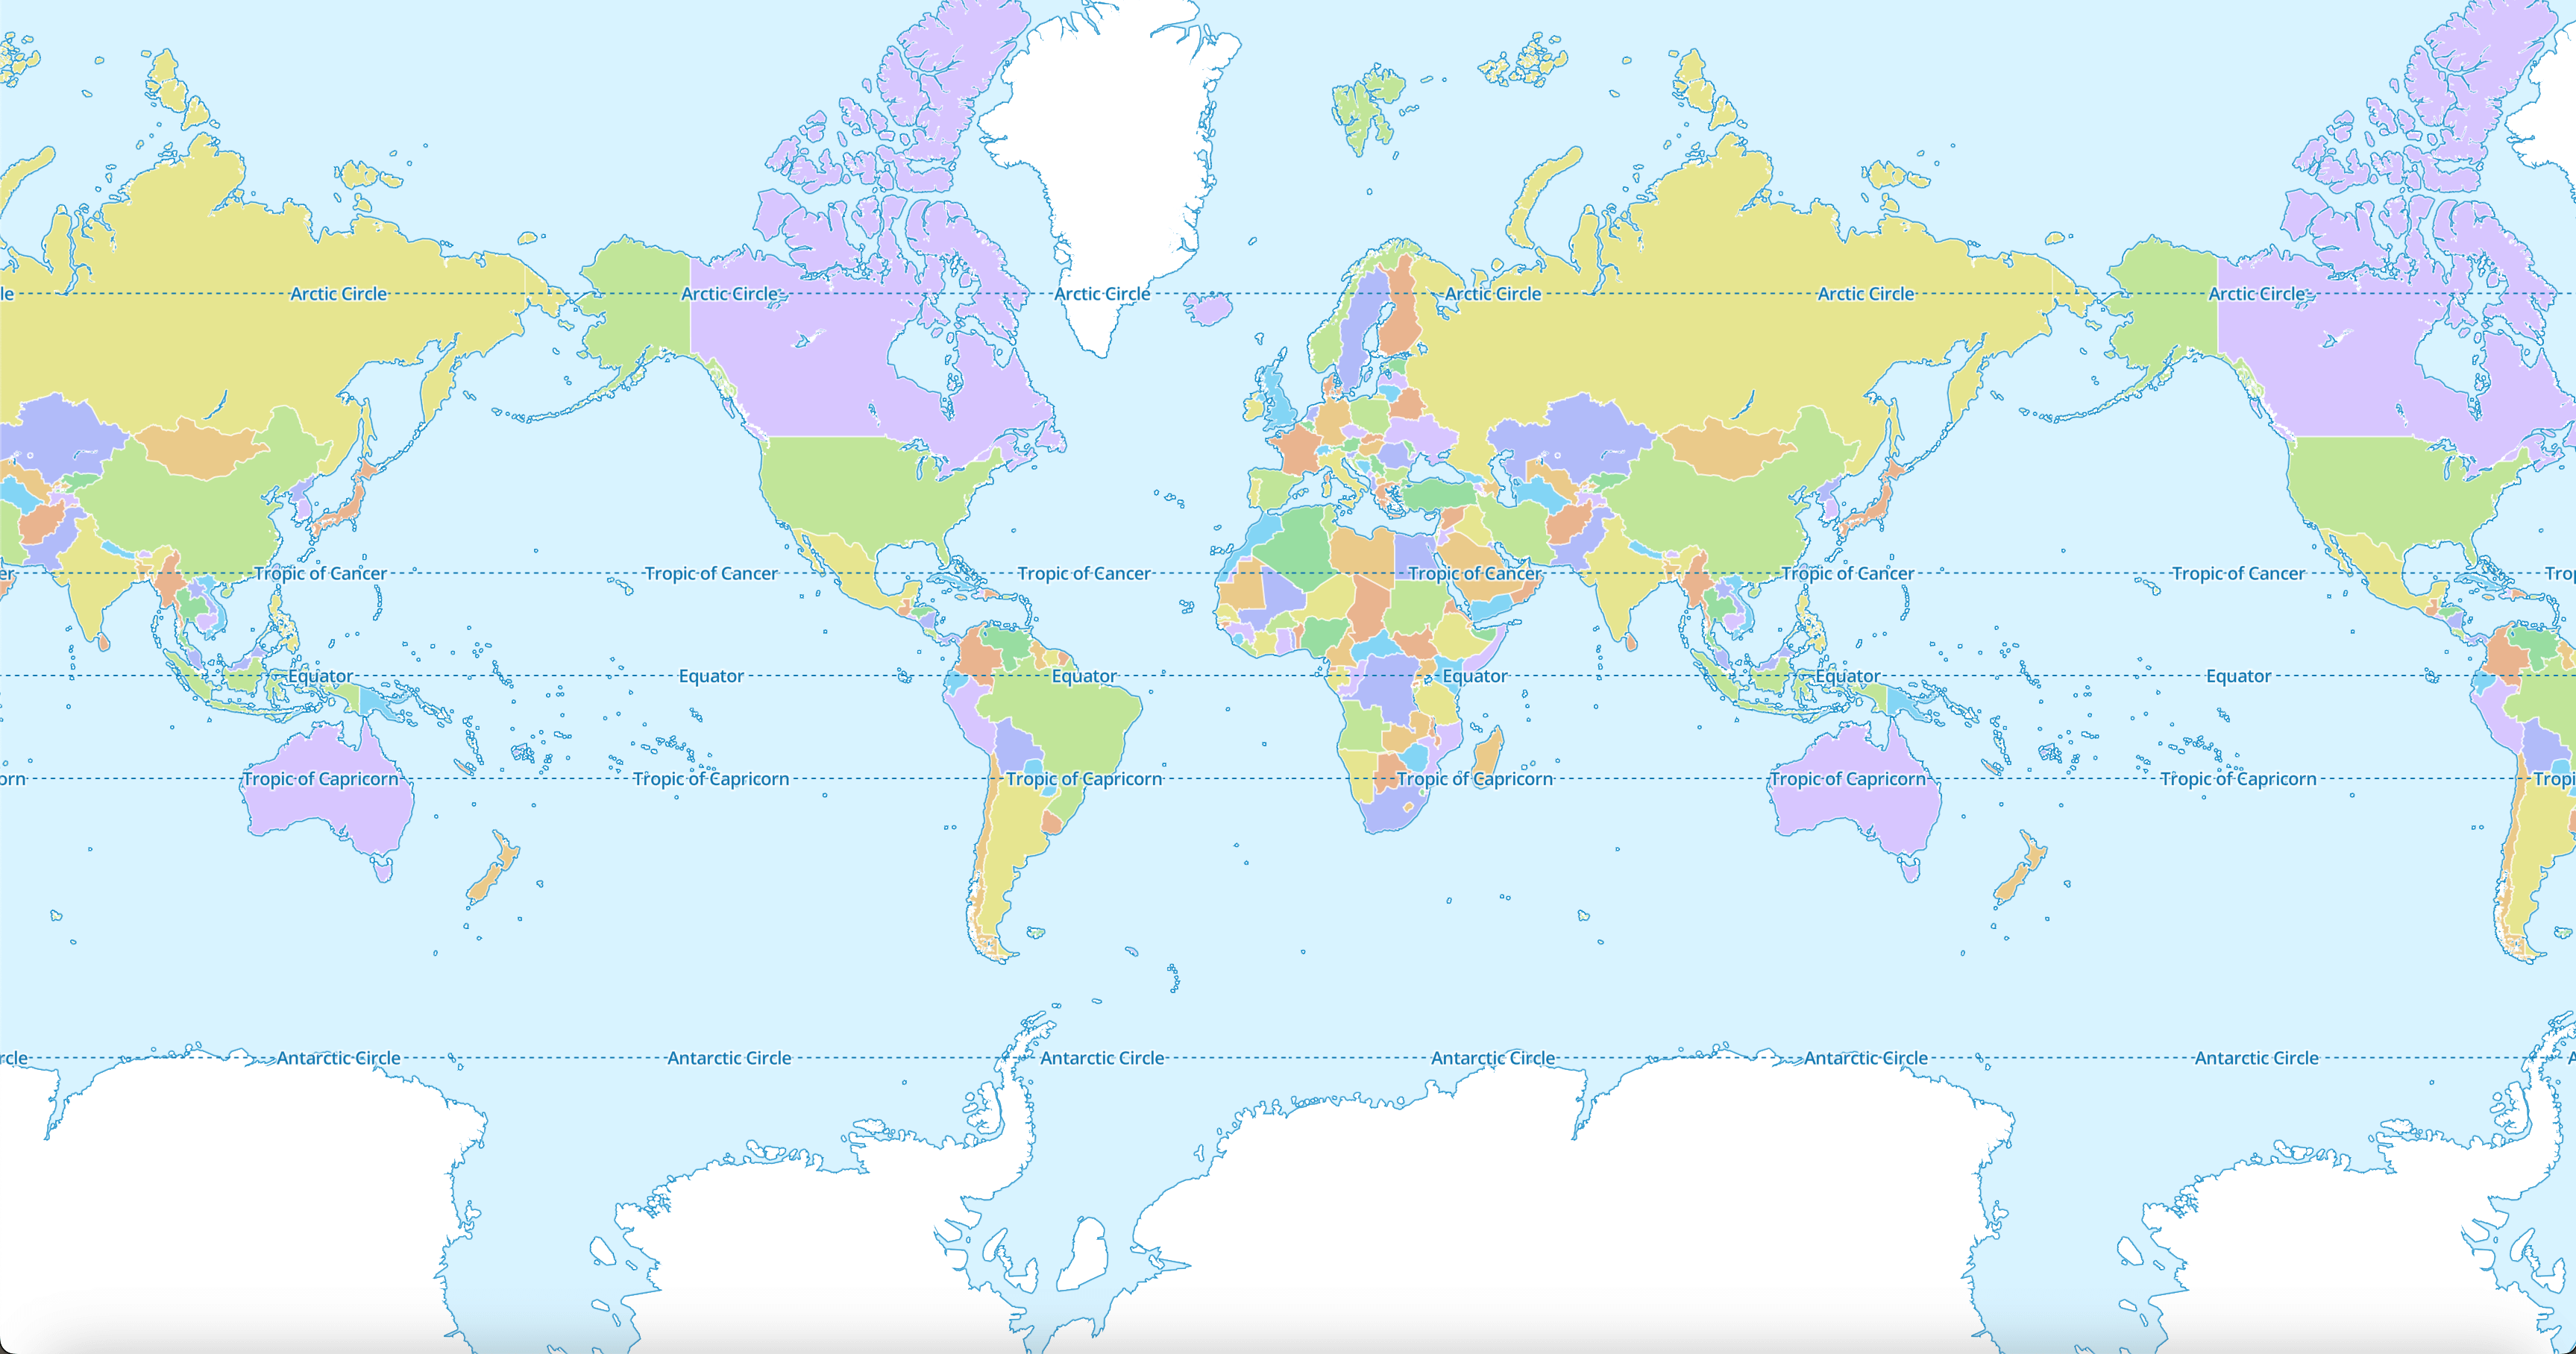 le
Arctic Circle
Arctic Circle
Arctic Circle
Arctic Circle
Arctic Circle
Arctic Circle
er
Tropic of Cancer
Tropic of Cancer
Tropic of Cancer
Tropic of Cancer
Tropic of Cancer
Tropic of Cancer
Trop
Equator
Equator
Equator
Equator
Equator
Equator
orn
Tropic of Capricorn
Tropic of Capricorn
Tropic of Capricorn
Tropic of Capricorn
Tropic of Capricorn
Tropic of Capricorn
Tropi
rcle
Antarctic Circle
Antarctic Circle
Antarctic Circle
Antarctic Circle
Antarctic Circle
Antarctic Circle
A